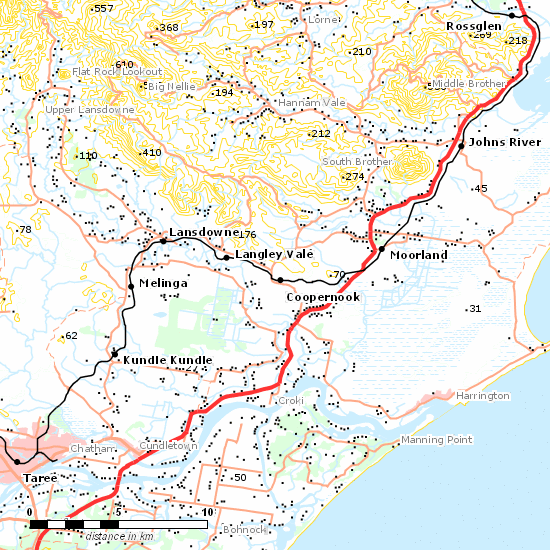 557
368
197
Lorne
Rossglen
269
218
210
610
Flat Rock Lookout
Big Nellie
194
Middle Brother
Hannam Vale
Upper Lansdowne
212
Johns River
110
410
South Brother
274
45
78
Lansdowne
176
Langley Vale
Moorland
70
Melinga
Coopernook
31
62
Kundle Kundle
22
Croki
Harrington
Manning Point
Cundletown
Chatham
Taree
50
0
5
10
distance in km
Bohnock